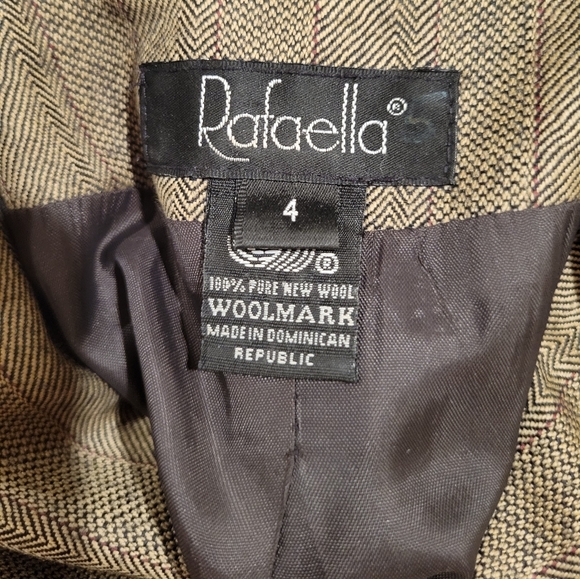 Rafaella®
4
®
100% PURE NEW WOOL
WOOLMARK
MADE IN DOMINICAN
REPUBLIC